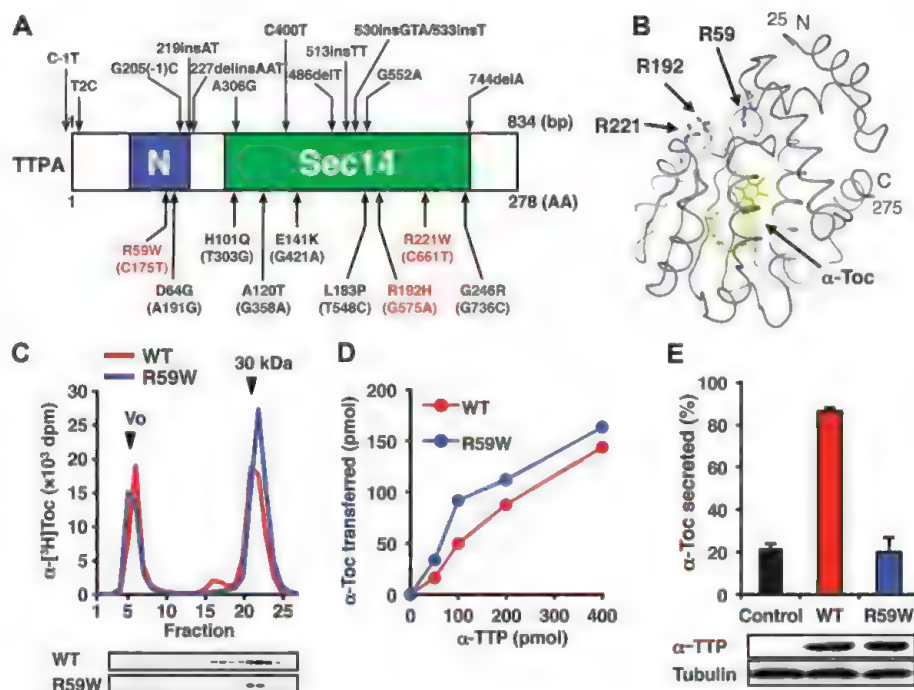 A
C-1T
T2C
G205(-1)C
219insAT
227delinsAAT
A306G
C400T
486delT
513insTT
530insGTA/533insT
G552A
744delA
834 (bp)
TTPA
N
Sec14
1
278 (AA)
R59W
(C175T)
D64G
(A191G)
H101Q
(T303G)
A120T
(G358A)
E141K
(G421A)
L183P
(T548C)
R192H
(G575A)
R221W
(C661T)
G246R
(G736C)
B
25 N
R59
R192
R221
C
275
α-Toc
C
WT
R59W
30 kDa
Vo
α-[³H]Toc (×10³ dpm)
30
25
20
15
10
5
0
1 5 10 15 20 25
Fraction
WT
R59W
D
WT
R59W
α-Toc transferred (pmol)
200
150
100
50
0
0 100 200 300 400
α-TTP (pmol)
E
α-Toc secreted (%)
100
80
60
40
20
0
Control WT R59W
α-TTP
Tubulin